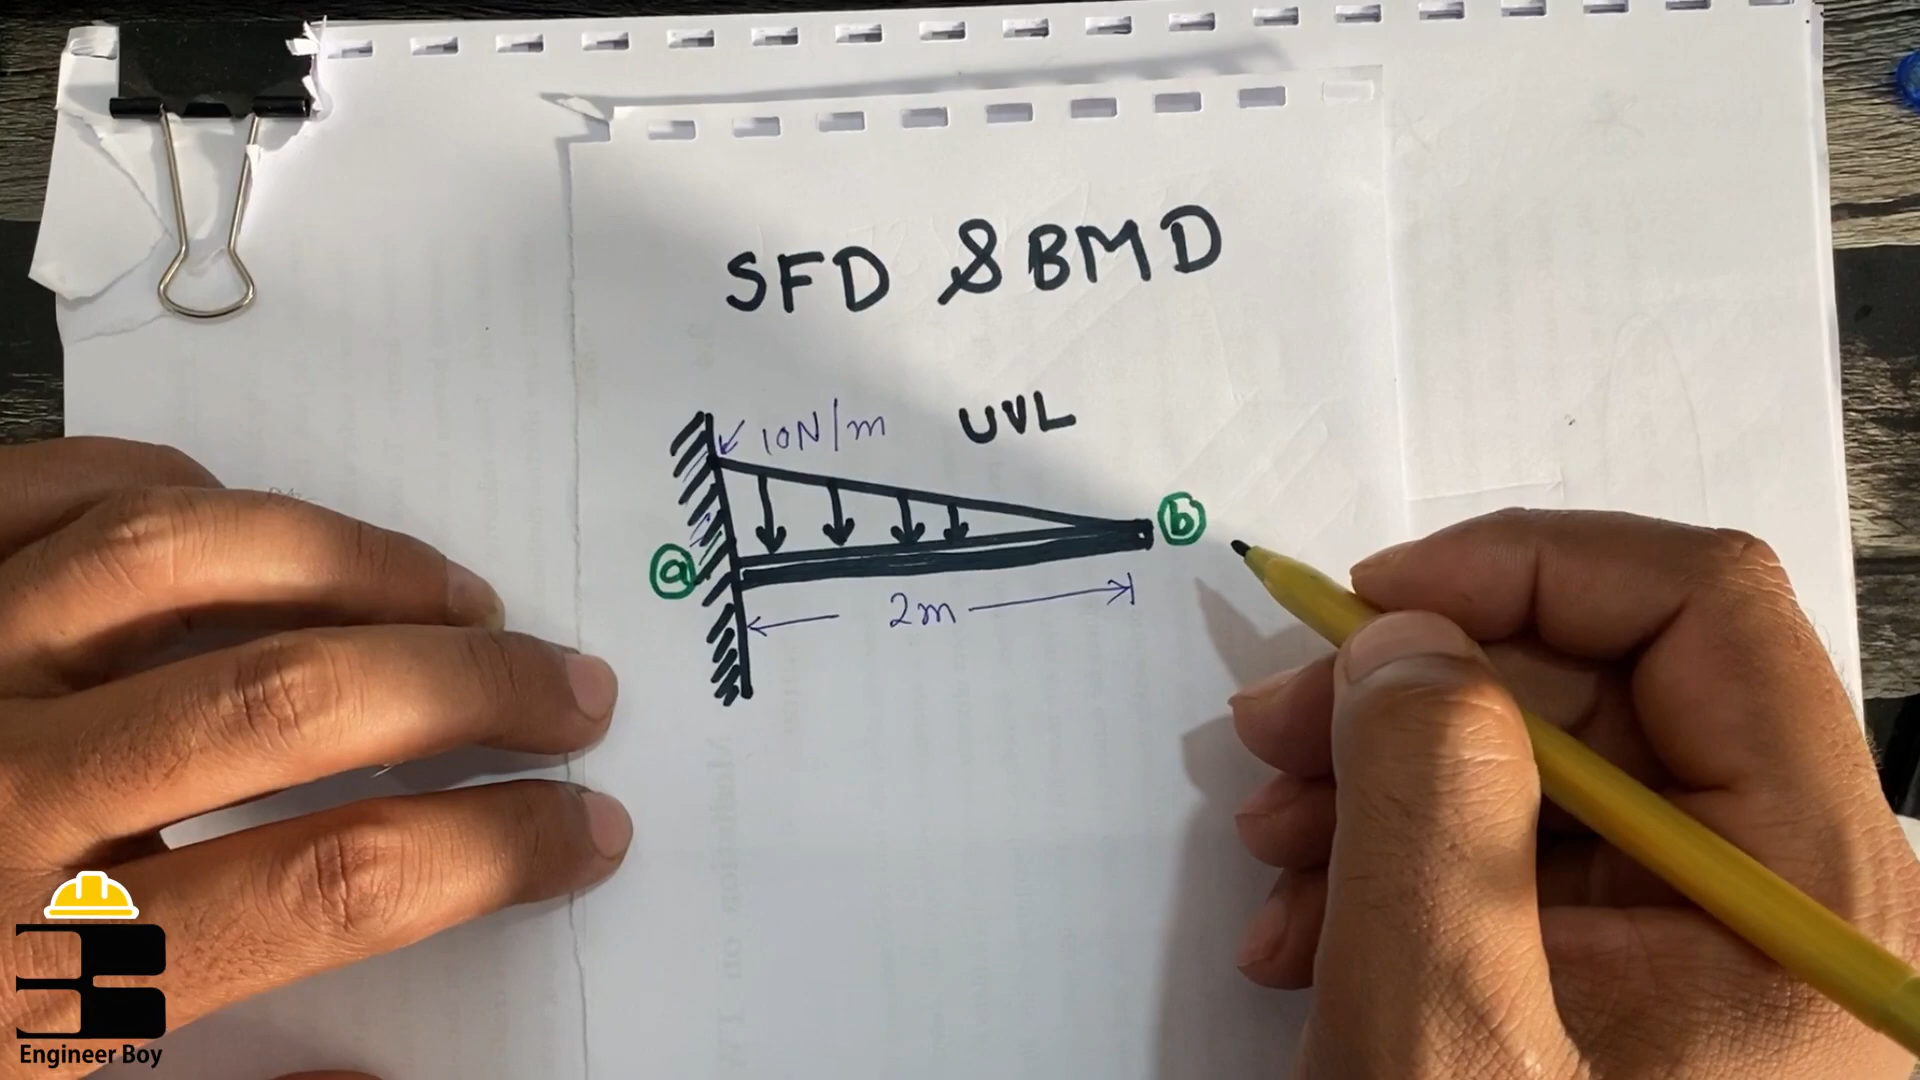 SFD & BMD
UVL
10N/m
b
a
2m
Engineer Boy